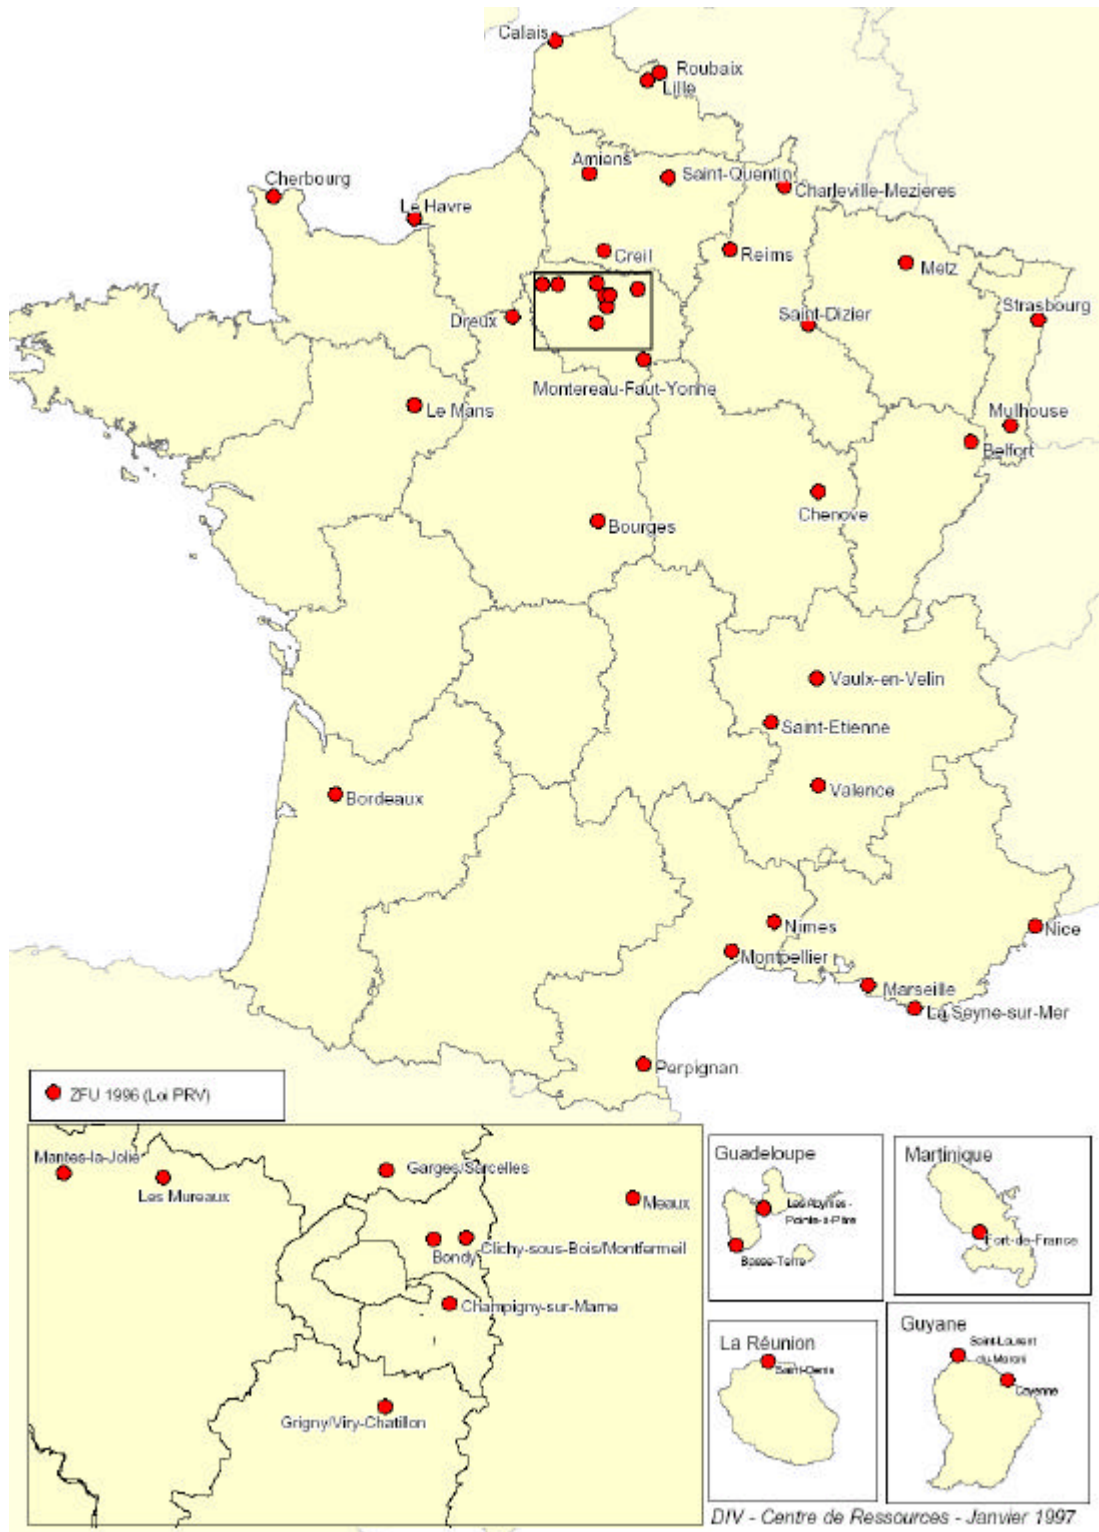 Calais
Roubaix
Lille
Amiens
Saint-Quentin
Charleville-Mezieres
Cherbourg
Le Havre
Creil
Reims
Metz
Dreux
Saint-Dizier
Strasbourg
Montereau-Faut-Yonne
Le Mans
Mulhouse
Belfort
Chenove
Bourges
Vaulx-en-Velin
Saint-Etienne
Valence
Bordeaux
Nimes
Nice
Montpellier
Marseille
La Seyne-sur-Mer
Perpignan
ZFU 1996 (Loi PRV)
Mantes-la-Jolie
Les Mureaux
Garges/Sarcelles
Meaux
Bondy
Clichy-sous-Bois/Montfermeil
Champigny-sur-Marne
Grigny/Viry-Chatillon
Guadeloupe
Les Abymes -
Pointe-a-Pitre
Basse-Terre
Martinique
Fort-de-France
La Réunion
Saint-Denis
Guyane
Saint-Laurent
du-Maroni
Cayenne
DIV - Centre de Ressources - Janvier 1997